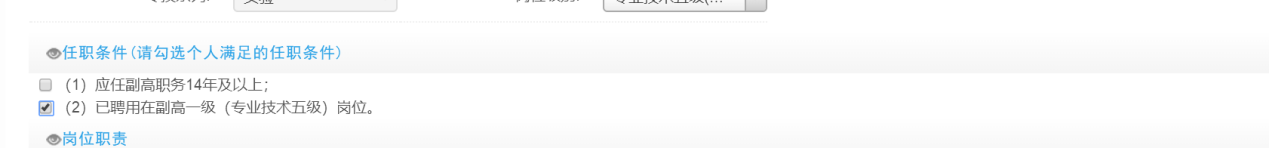 任职条件(请勾选个人满足的任职条件)
(1) 应任副高职务14年及以上;
(2) 已聘用在副高一级 (专业技术五级) 岗位。
岗位职责